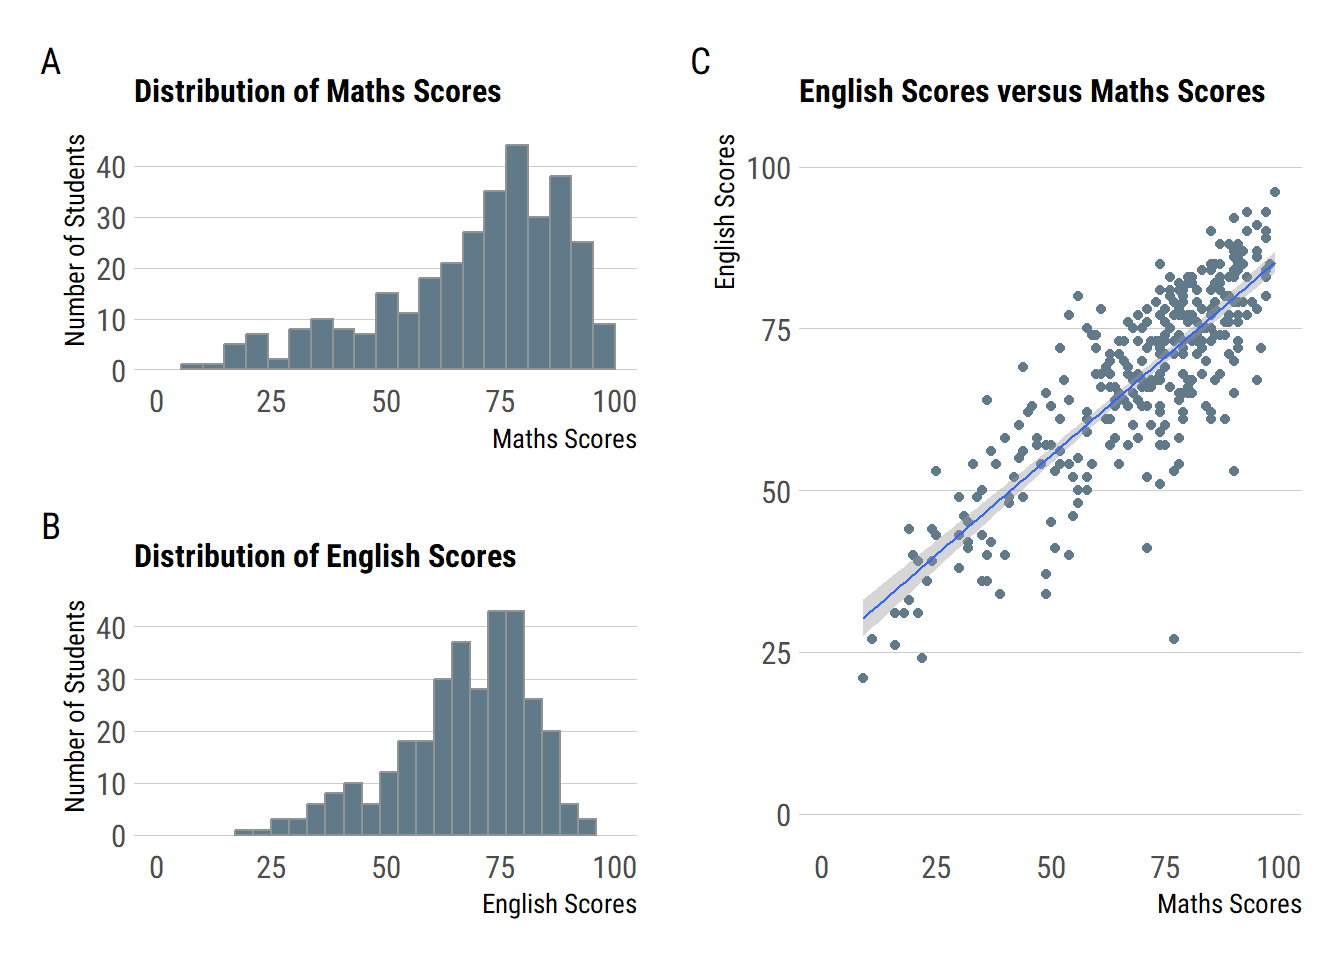 A
Distribution of Maths Scores
Number of Students
40
30
20
10
0
0 25 50 75 100
Maths Scores
B
Distribution of English Scores
Number of Students
40
30
20
10
0
0 25 50 75 100
English Scores
C
English Scores versus Maths Scores
English Scores
100
75
50
25
0
0 25 50 75 100
Maths Scores